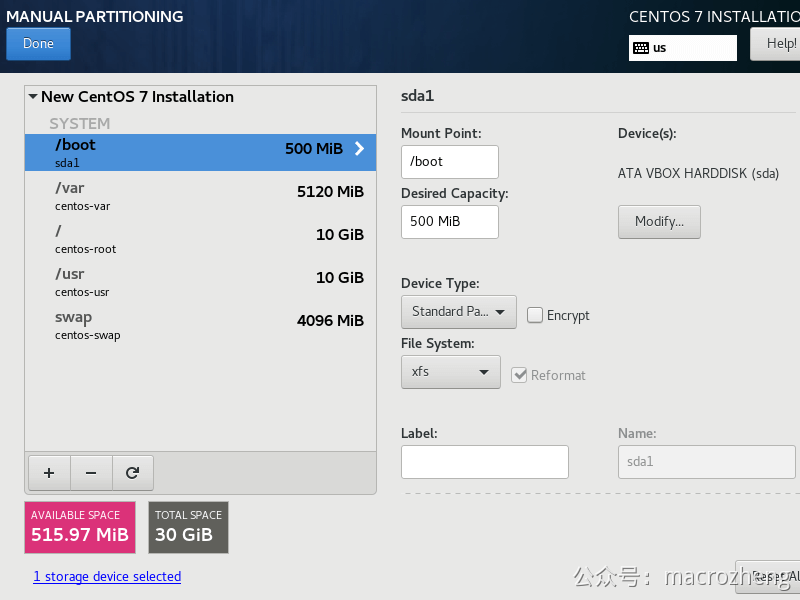 MANUAL PARTITIONING
CENTOS 7 INSTALLATIO
Done
us
Help!
New CentOS 7 Installation
SYSTEM
/boot 500 MiB
sda1
/var 5120 MiB
centos-var
/ 10 GiB
centos-root
/usr 10 GiB
centos-usr
swap 4096 MiB
centos-swap
+ −
AVAILABLE SPACE
515.97 MiB
TOTAL SPACE
30 GiB
1 storage device selected
sda1
Mount Point:
/boot
Device(s):
ATA VBOX HARDDISK (sda)
Desired Capacity:
500 MiB
Modify...
Device Type:
Standard Pa...
Encrypt
File System:
xfs
Reformat
Label:
Name:
sda1
Reset Al
公众号：macrozheng